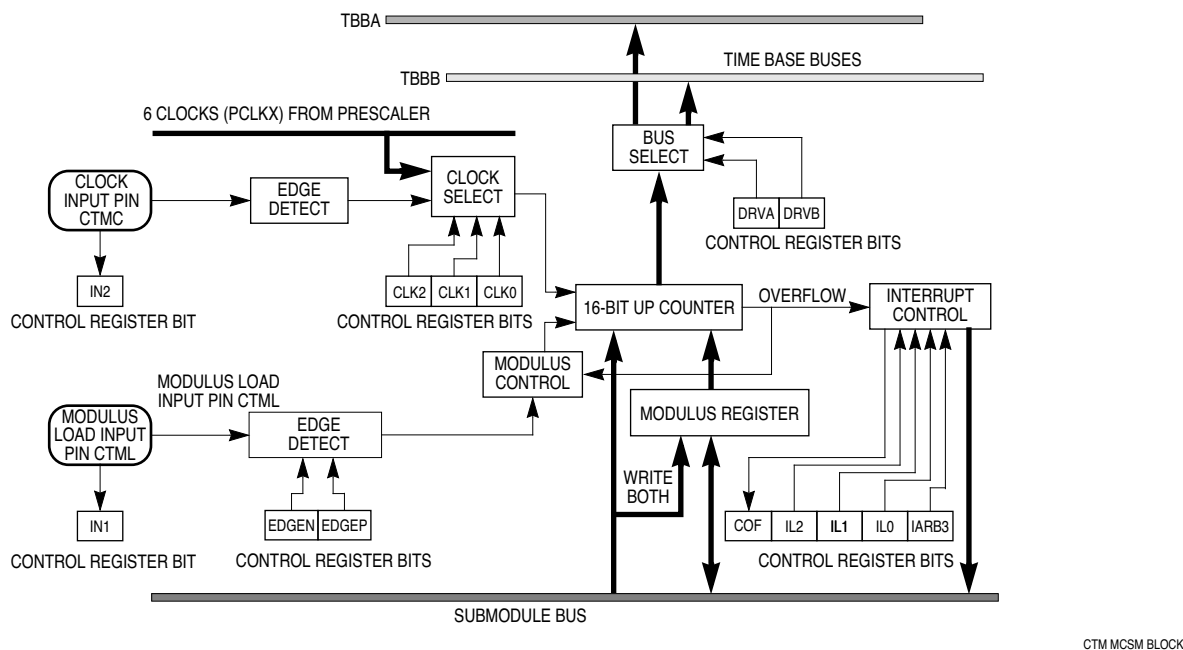 TBBA
TIME BASE BUSES
TBBB
6 CLOCKS (PCLKX) FROM PRESCALER
BUS
SELECT
CLOCK
INPUT PIN
CTMC
EDGE
DETECT
CLOCK
SELECT
DRVA DRVB
CONTROL REGISTER BITS
IN2
CONTROL REGISTER BIT
CLK2 CLK1 CLK0
CONTROL REGISTER BITS
16-BIT UP COUNTER
OVERFLOW
INTERRUPT
CONTROL
MODULUS
CONTROL
MODULUS LOAD
INPUT PIN CTML
MODULUS
LOAD INPUT
PIN CTML
EDGE
DETECT
MODULUS REGISTER
WRITE
BOTH
IN1
CONTROL REGISTER BIT
EDGEN EDGEP
CONTROL REGISTER BITS
COF IL2 IL1 IL0 IARB3
CONTROL REGISTER BITS
SUBMODULE BUS
CTM MCSM BLOCK